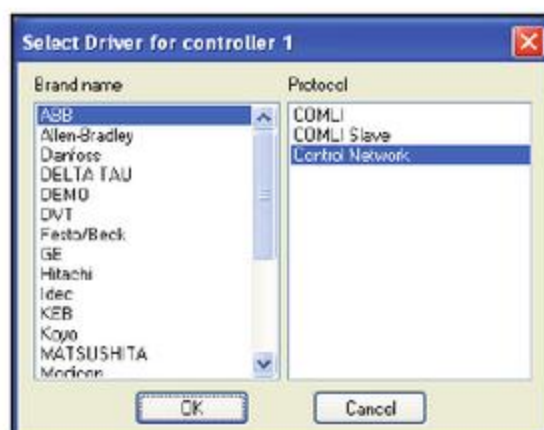 Select Driver for controller 1
Brand name
ABB
Allen-Bradley
Danfoss
DELTA TAU
DEMO
DVT
Festo/Beck
GE
Hitachi
Idec
KEB
Koyo
MATSUSHITA
Modicon
Protocol
COMLI
COMLI Slave
Control Network
OK
Cancel